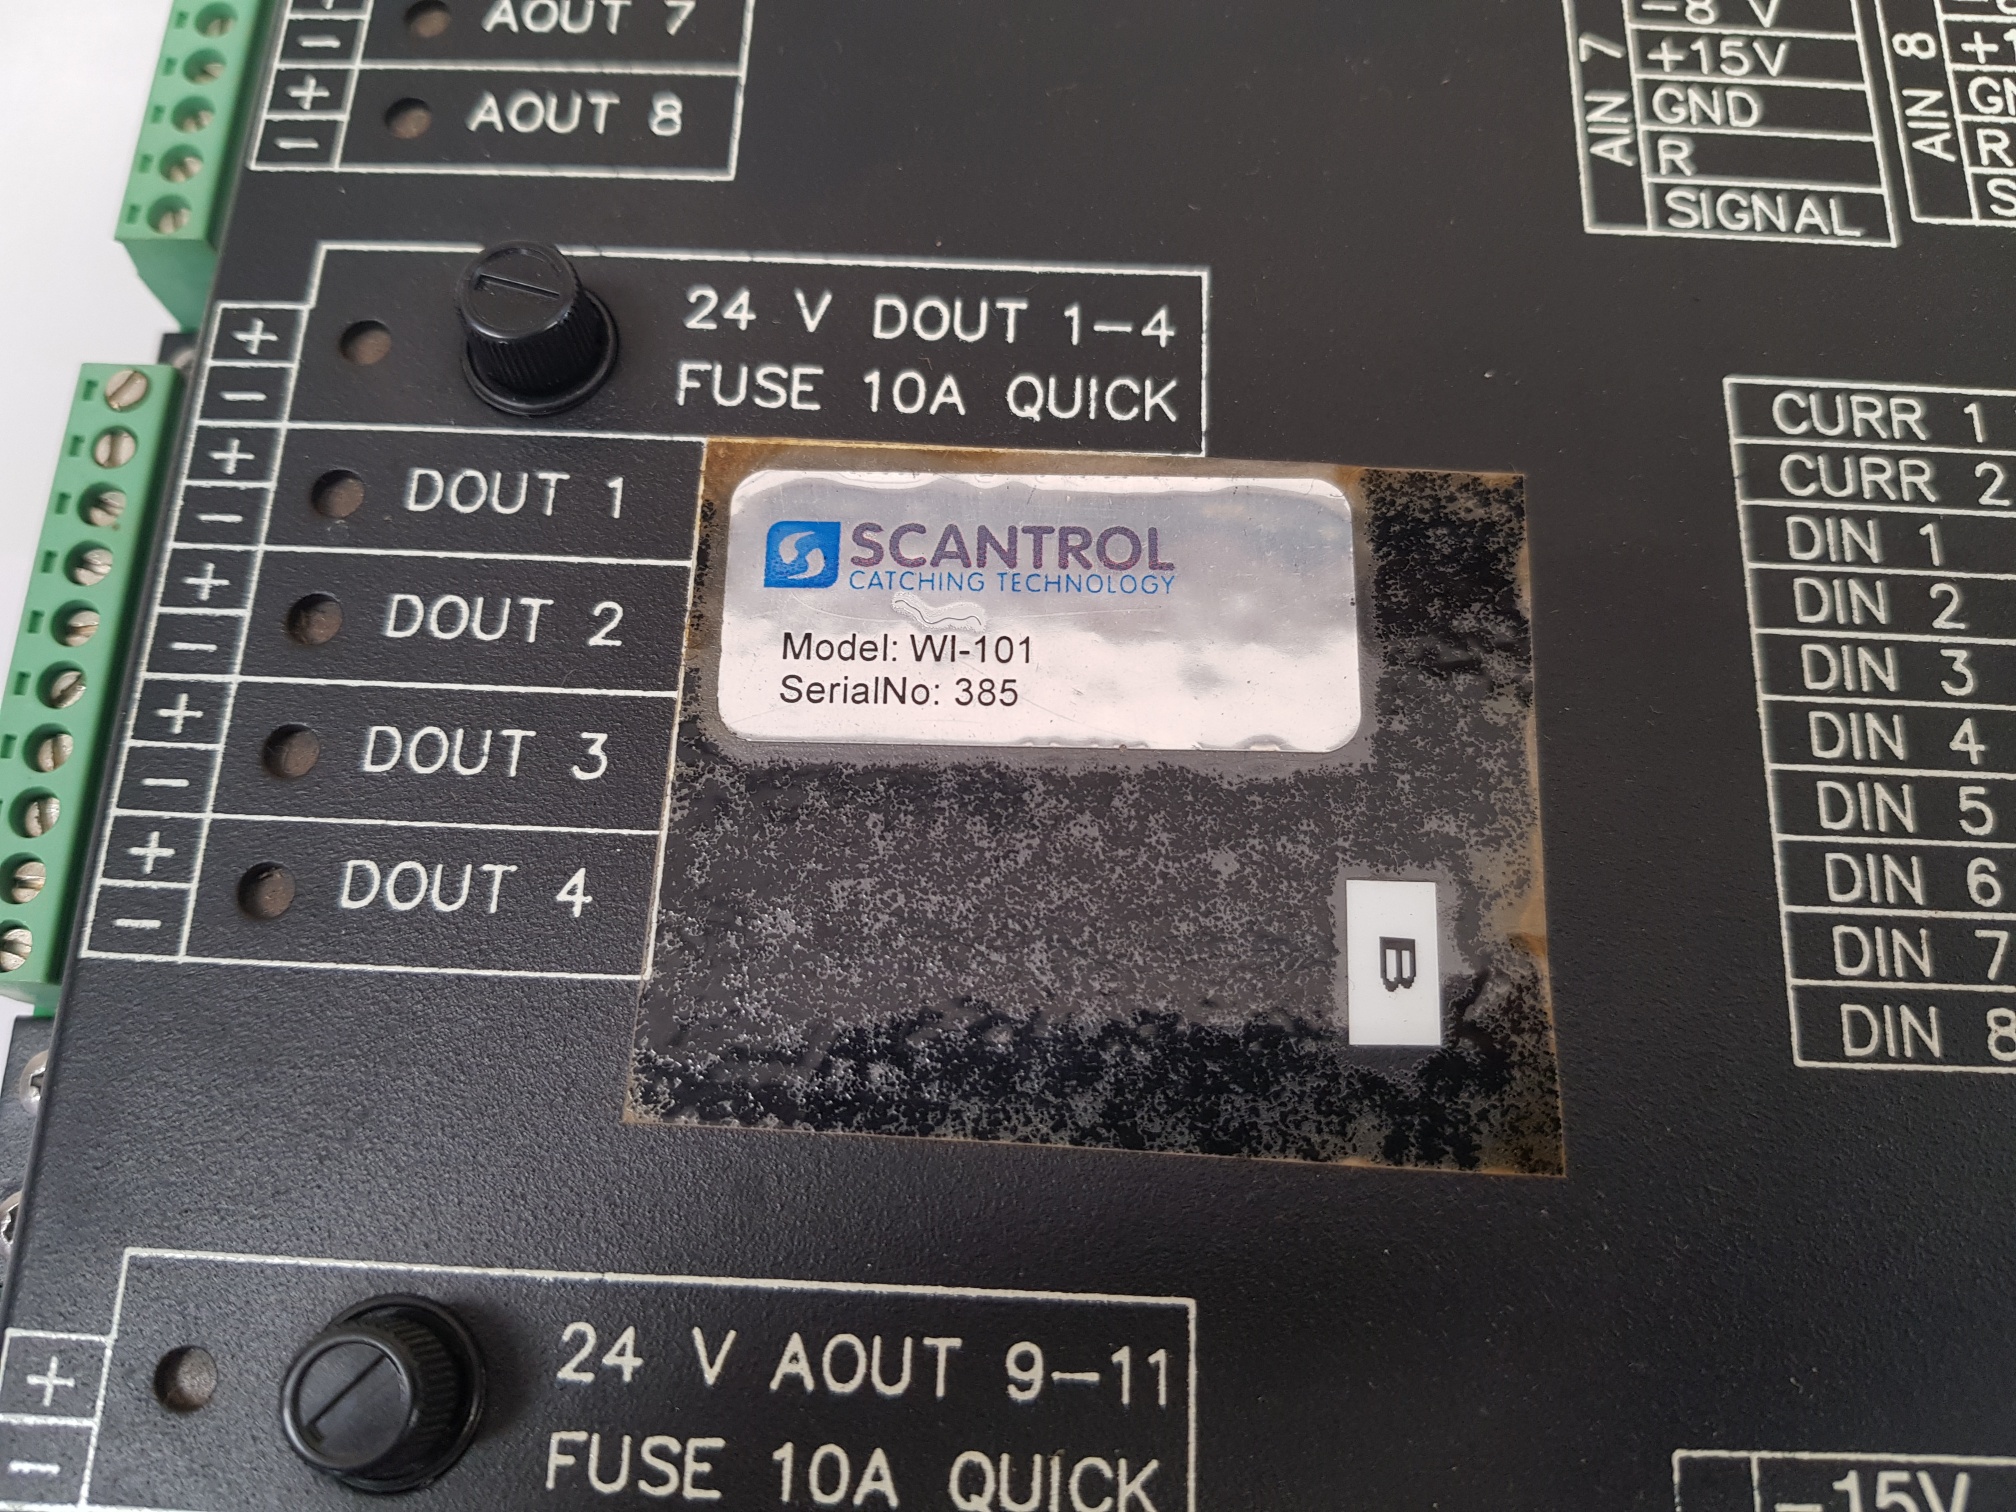 +
-
AOUT 7
+
-
AOUT 8
AIN 7
-8 V
+15V
GND
R
SIGNAL
AIN 8
R
+
-
24 V DOUT 1-4
FUSE 10A QUICK
+
-
DOUT 1
+
-
DOUT 2
+
-
DOUT 3
+
-
DOUT 4
SCANTROL
CATCHING TECHNOLOGY
Model: WI-101
SerialNo: 385
B
CURR 1
CURR 2
DIN 1
DIN 2
DIN 3
DIN 4
DIN 5
DIN 6
DIN 7
DIN 8
+
-
24 V AOUT 9-11
FUSE 10A QUICK
-15V